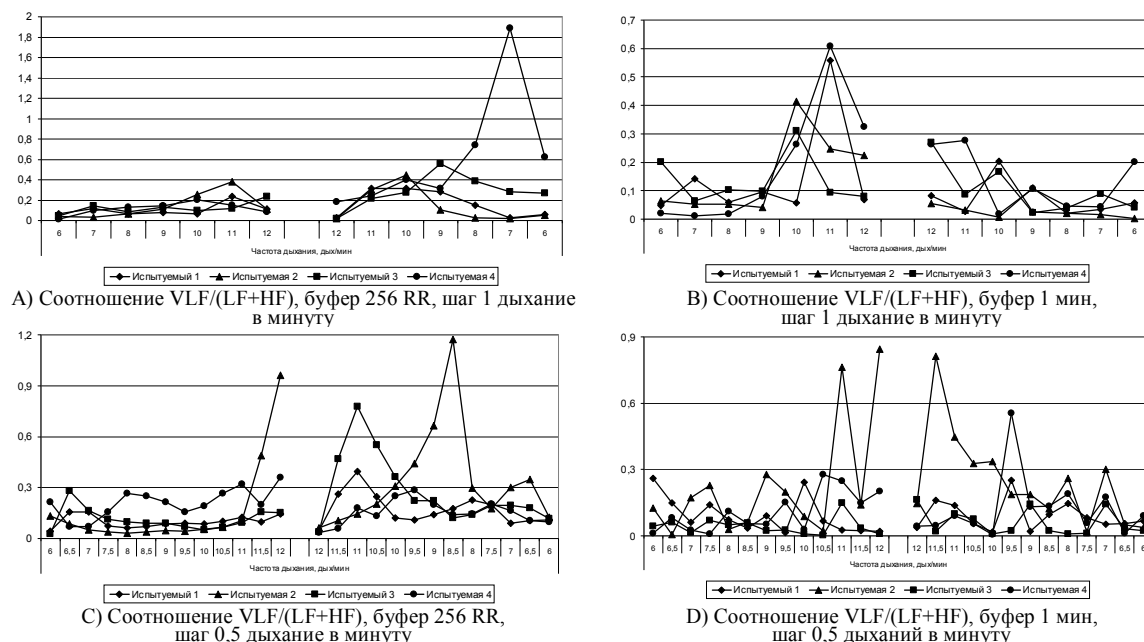 2
1,8
1,6
1,4
1,2
1
0,8
0,6
0,4
0,2
0
6 7 8 9 10 11 12 12 11 10 9 8 7 6
Частота дыхания, дых/мин
Испытуемый 1 Испытуемая 2 Испытуемый 3 Испытуемый 4
A) Соотношение VLF/(LF+HF), буфер 256 RR, шаг 1 дыхание
в минуту
0,7
0,6
0,5
0,4
0,3
0,2
0,1
0
6 7 8 9 10 11 12 12 11 10 9 8 7 6
Частота дыхания, дых/мин
Испытуемый 1 Испытуемая 2 Испытуемый 3 Испытуемый 4
B) Соотношение VLF/(LF+HF), буфер 1 мин,
шаг 1 дыхание в минуту
1,2
0,9
0,6
0,3
0
6 6,5 7 7,5 8 8,5 9 9,5 10 10,5 11 11,5 12 12 11,5 11 10,5 10 9,5 9 8,5 8 7,5 7 6,5 6
Частота дыхания, дых/мин
Испытуемый 1 Испытуемая 2 Испытуемый 3 Испытуемый 4
C) Соотношение VLF/(LF+HF), буфер 256 RR,
шаг 0,5 дыхание в минуту
0,9
0,6
0,3
0
6 6,5 7 7,5 8 8,5 9 9,5 10 10,5 11 11,5 12 12 11,5 11 10,5 10 9,5 9 8,5 8 7,5 7 6,5 6
Частота дыхания, дых/мин
Испытуемый 1 Испытуемая 2 Испытуемый 3 Испытуемый 4
D) Соотношение VLF/(LF+HF), буфер 1 мин,
шаг 0,5 дыханий в минуту